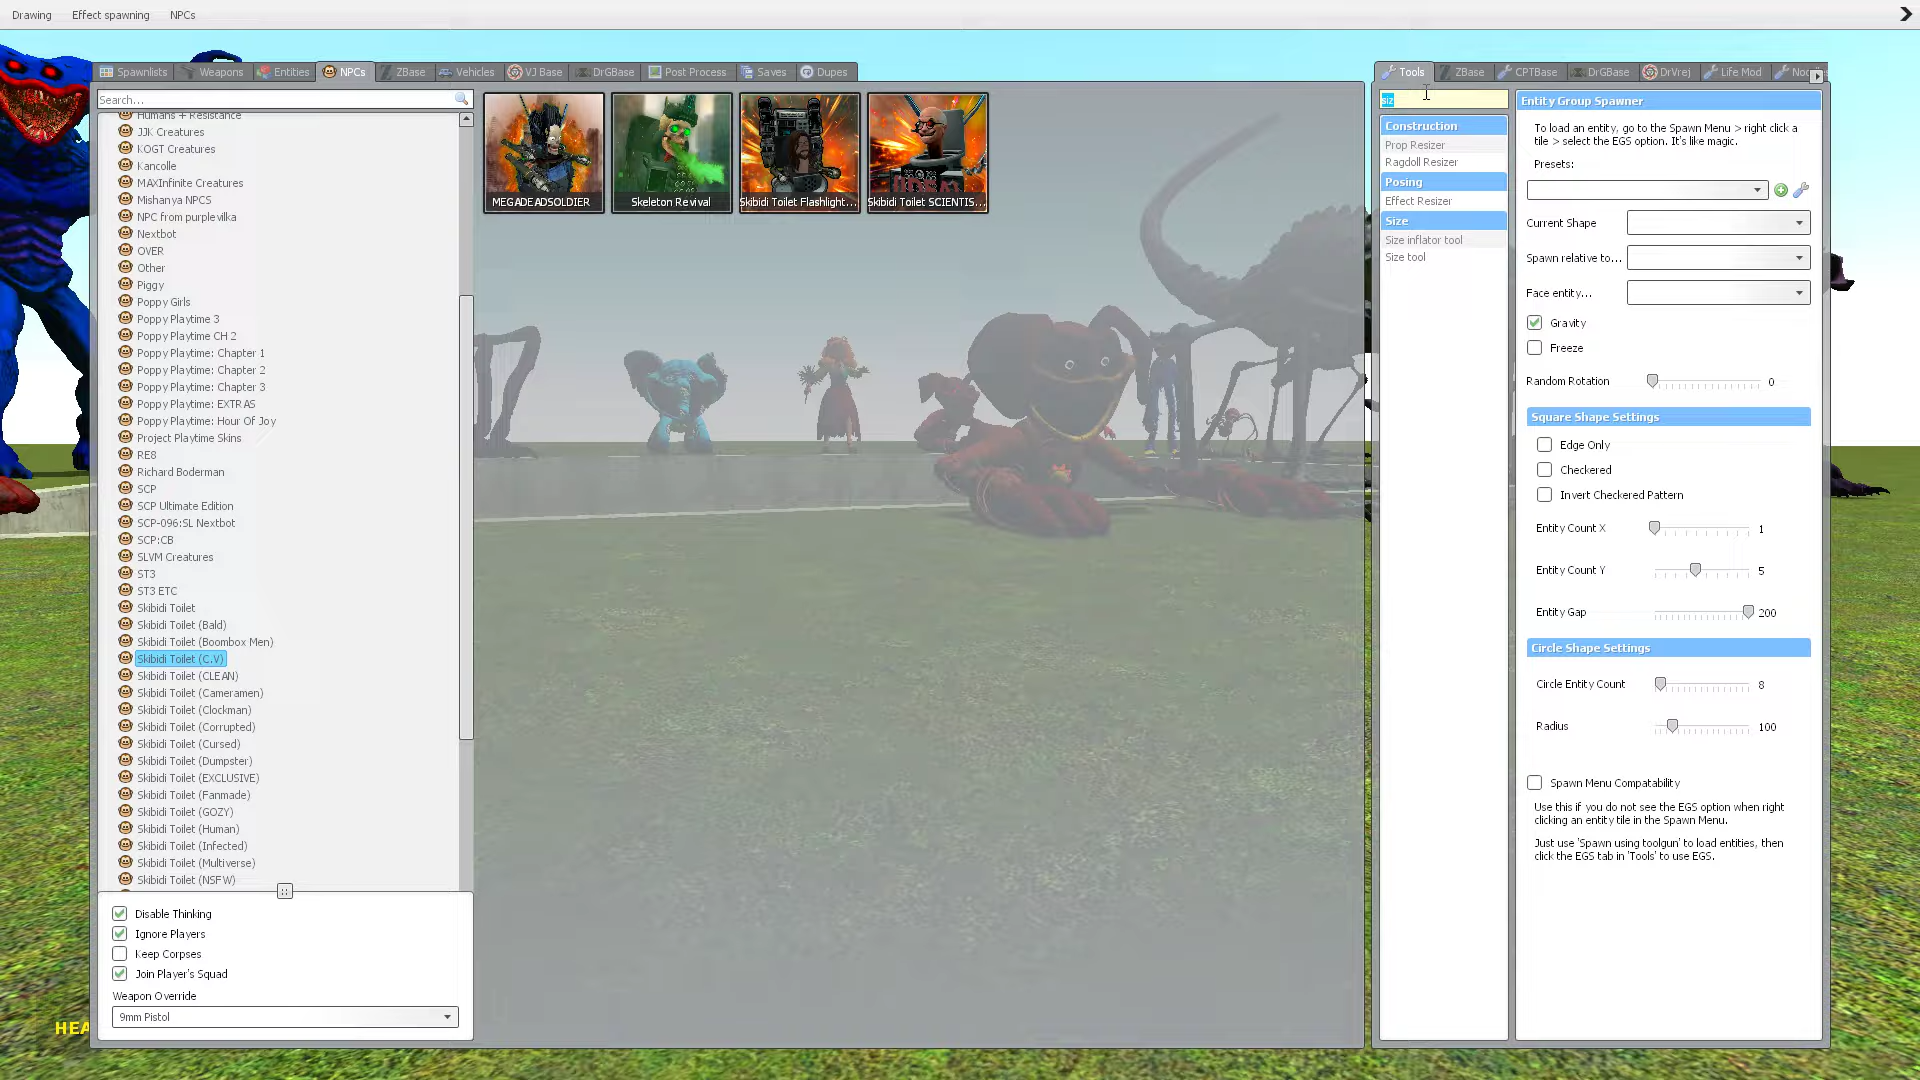 Drawing Effect spawning NPCs
Spawnlists Weapons Entities NPCs ZBase Vehicles VJ Base DrGBase Post Process Saves Dupes
Search...
Humans + Resistance
JJK Creatures
KOGT Creatures
Kancolle
MAXInfinite Creatures
Mishanya NPCS
NPC from purplevilka
Nextbot
OVER
Other
Piggy
Poppy Girls
Poppy Playtime 3
Poppy Playtime CH 2
Poppy Playtime: Chapter 1
Poppy Playtime: Chapter 2
Poppy Playtime: Chapter 3
Poppy Playtime: EXTRAS
Poppy Playtime: Hour Of Joy
Project Playtime Skins
RE8
Richard Boderman
SCP
SCP Ultimate Edition
SCP-096:SL Nextbot
SCP:CB
SLVM Creatures
ST3
ST3 ETC
Skibidi Toilet
Skibidi Toilet (Bald)
Skibidi Toilet (Boombox Men)
Skibidi Toilet (C.V)
Skibidi Toilet (CLEAN)
Skibidi Toilet (Cameramen)
Skibidi Toilet (Clockman)
Skibidi Toilet (Corrupted)
Skibidi Toilet (Cursed)
Skibidi Toilet (Dumpster)
Skibidi Toilet (EXCLUSIVE)
Skibidi Toilet (Fanmade)
Skibidi Toilet (GOZY)
Skibidi Toilet (Human)
Skibidi Toilet (Infected)
Skibidi Toilet (Multiverse)
Skibidi Toilet (NSFW)
Disable Thinking
Ignore Players
Keep Corpses
Join Player's Squad
Weapon Override
9mm Pistol
HEA
MEGADEADSOLDIER
Skeleton Revival
Skibidi Toilet Flashlight...
Skibidi Toilet SCIENTIS...
Tools ZBase CPTBase DrGBase DrVrej Life Mod
siz
Construction
Prop Resizer
Ragdoll Resizer
Posing
Effect Resizer
Size
Size inflator tool
Size tool
Entity Group Spawner
To load an entity, go to the Spawn Menu > right click a
tile > select the EGS option. It's like magic.
Presets:
Current Shape
Spawn relative to...
Face entity...
Gravity
Freeze
Random Rotation 0
Square Shape Settings
Edge Only
Checkered
Invert Checkered Pattern
Entity Count X 1
Entity Count Y 5
Entity Gap 200
Circle Shape Settings
Circle Entity Count 8
Radius 100
Spawn Menu Compatability
Use this if you do not see the EGS option when right
clicking an entity tile in the Spawn Menu.
Just use 'Spawn using toolgun' to load entities, then
click the EGS tab in 'Tools' to use EGS.